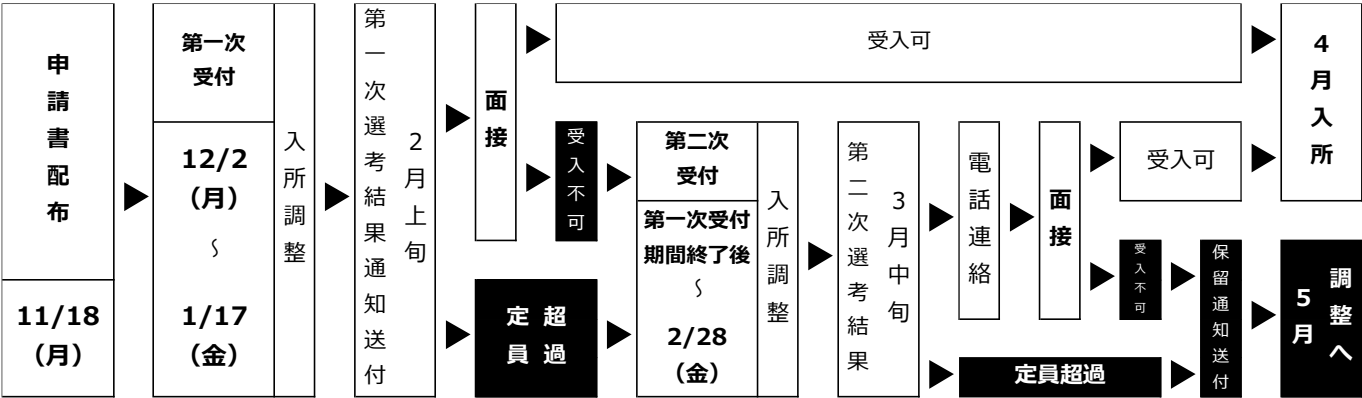 申請書配布
11/18
（月）
第一次
受付
12/2
（月）
～
1/17
（金）
入所調整
第一次選考結果通知送付
２月上旬
面接
受入可
４月入所
受入不可
定員
超過
第二次
受付
第一次受付
期間終了後
～
2/28
（金）
入所調整
第二次選考結果
３月中旬
電話連絡
面接
受入可
受入不可
定員超過
保留通知送付
５月
調整へ